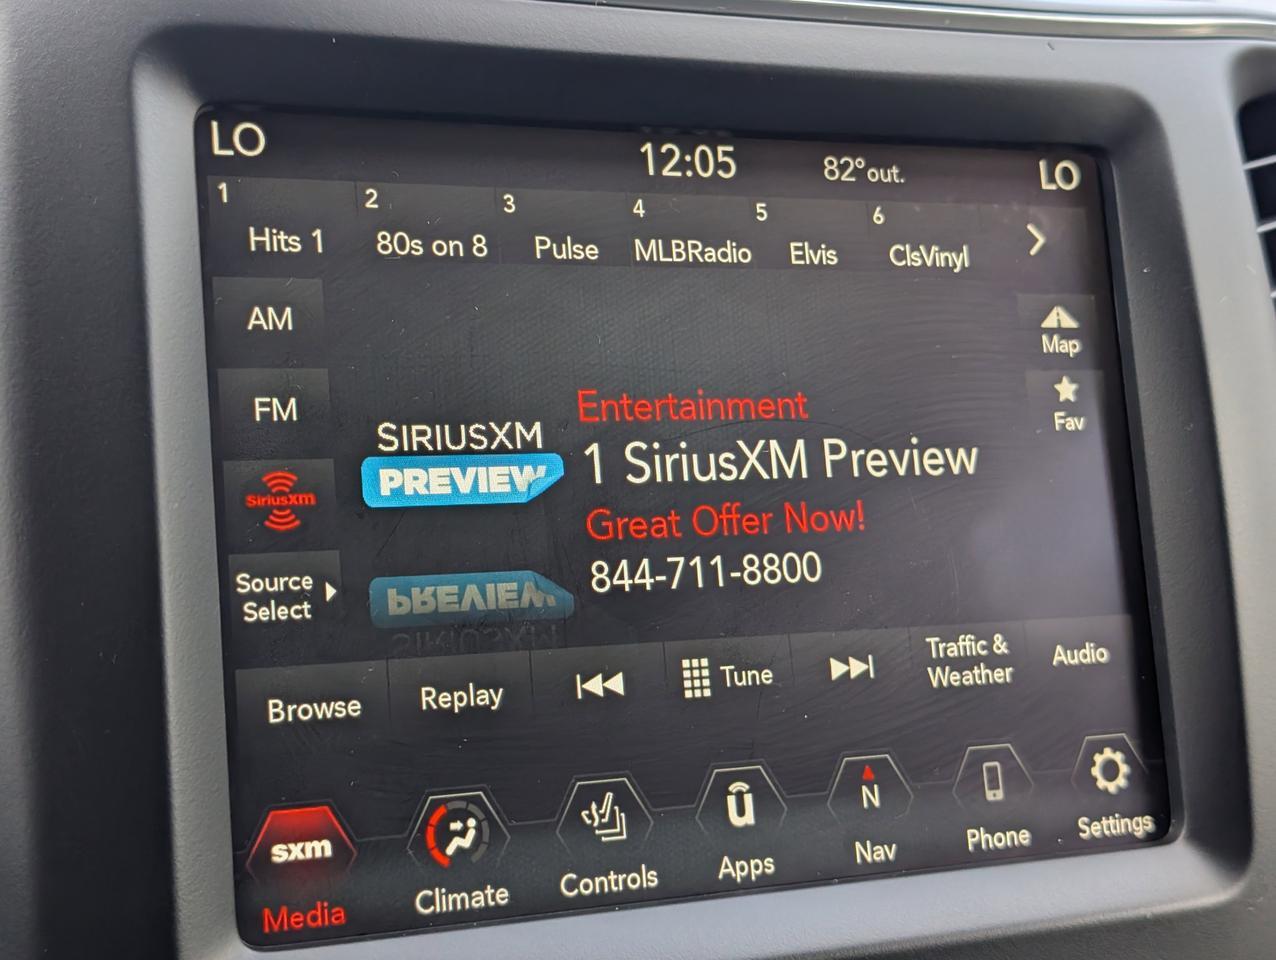 LO 12:05 82° out. LO
1 2 3 4 5 6
Hits 1 80s on 8 Pulse MLBRadio Elvis ClsVinyl
AM
FM
SiriusXM
Source
Select
Map
Fav
SIRIUSXM
PREVIEW
Entertainment
1 SiriusXM Preview
Great Offer Now!
844-711-8800
PREVIEW
SIRIUSXM
Browse Replay Tune Traffic &
Weather Audio
sxm
Media
Climate
Controls
ū
Apps
N
Nav
Phone
Settings